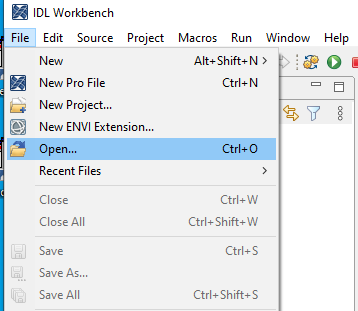 IDL Workbench
File Edit Source Project Macros Run Window
New Alt+Shift+N >
New Pro File Ctrl+N
New Project...
New ENVI Extension...
Open... Ctrl+O
Recent Files >
Close Ctrl+W
Close All Ctrl+Shift+W
Save Ctrl+S
Save As...
Save All Ctrl+Shift+S